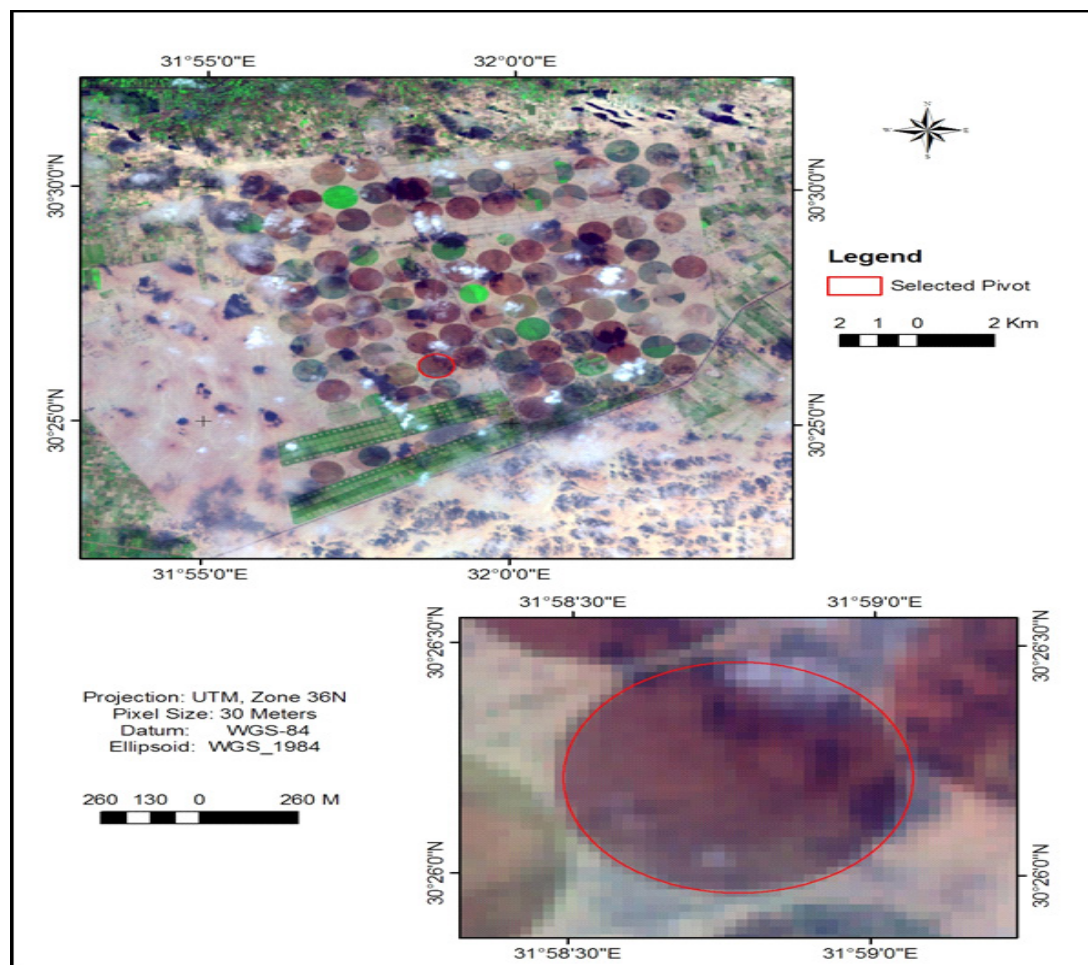 31°55'0"E 32°0'0"E
30°30'0"N 30°30'0"N
30°25'0"N 30°25'0"N
31°55'0"E 32°0'0"E
N
W E
S
Legend
Selected Pivot
2 1 0 2 Km
31°58'30"E 31°59'0"E
30°26'30"N 30°26'30"N
30°26'0"N 30°26'0"N
31°58'30"E 31°59'0"E
Projection: UTM, Zone 36N
Pixel Size: 30 Meters
Datum: WGS-84
Ellipsoid: WGS_1984
260 130 0 260 M